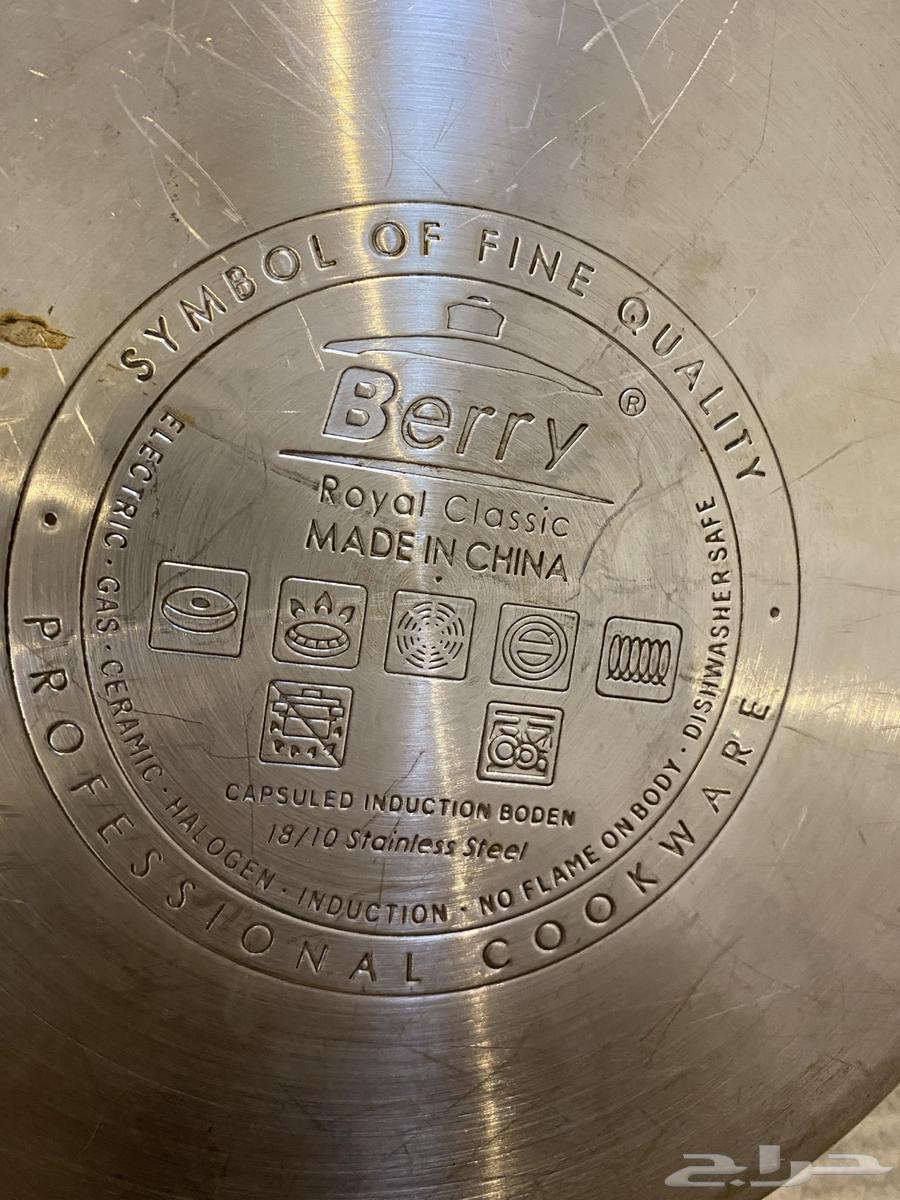 SYMBOL OF FINE QUALITY
Berry ®
Royal Classic
MADE IN CHINA
CAPSULED INDUCTION BODEN
18/10 Stainless Steel
ELECTRIC · GAS · CERAMIC · HALOGEN · INDUCTION · NO FLAME ON BODY · DISHWASHER SAFE
PROFESSIONAL COOKWARE
حراج